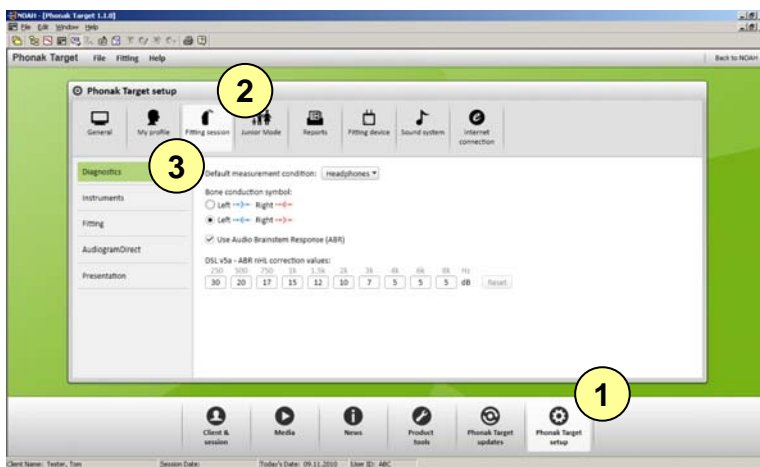 NOAH - [Phonak Target 1.1.0]
File Edit Window Help
Phonak Target File Fitting Help Back to NOAH
Phonak Target setup
2
General My profile Fitting session Junior Mode Reports Fitting device Sound system Internet connection
3
Diagnostics
Instruments
Fitting
AudiogramDirect
Presentation
Default measurement condition: Headphones
Bone conduction symbol:
Left Right
Left Right
Use Audio Brainstem Response (ABR)
DSL v5a - ABR nHL correction values:
250 500 750 1k 1.5k 2k 3k 4k 6k 8k Hz
30 20 17 15 12 10 7 5 5 5 dB Reset
1
Client & session Media News Product tools Phonak Target updates Phonak Target setup
Client Name: Tester, Tom Session Date: Today's Date: 09.11.2010 User ID: ABC